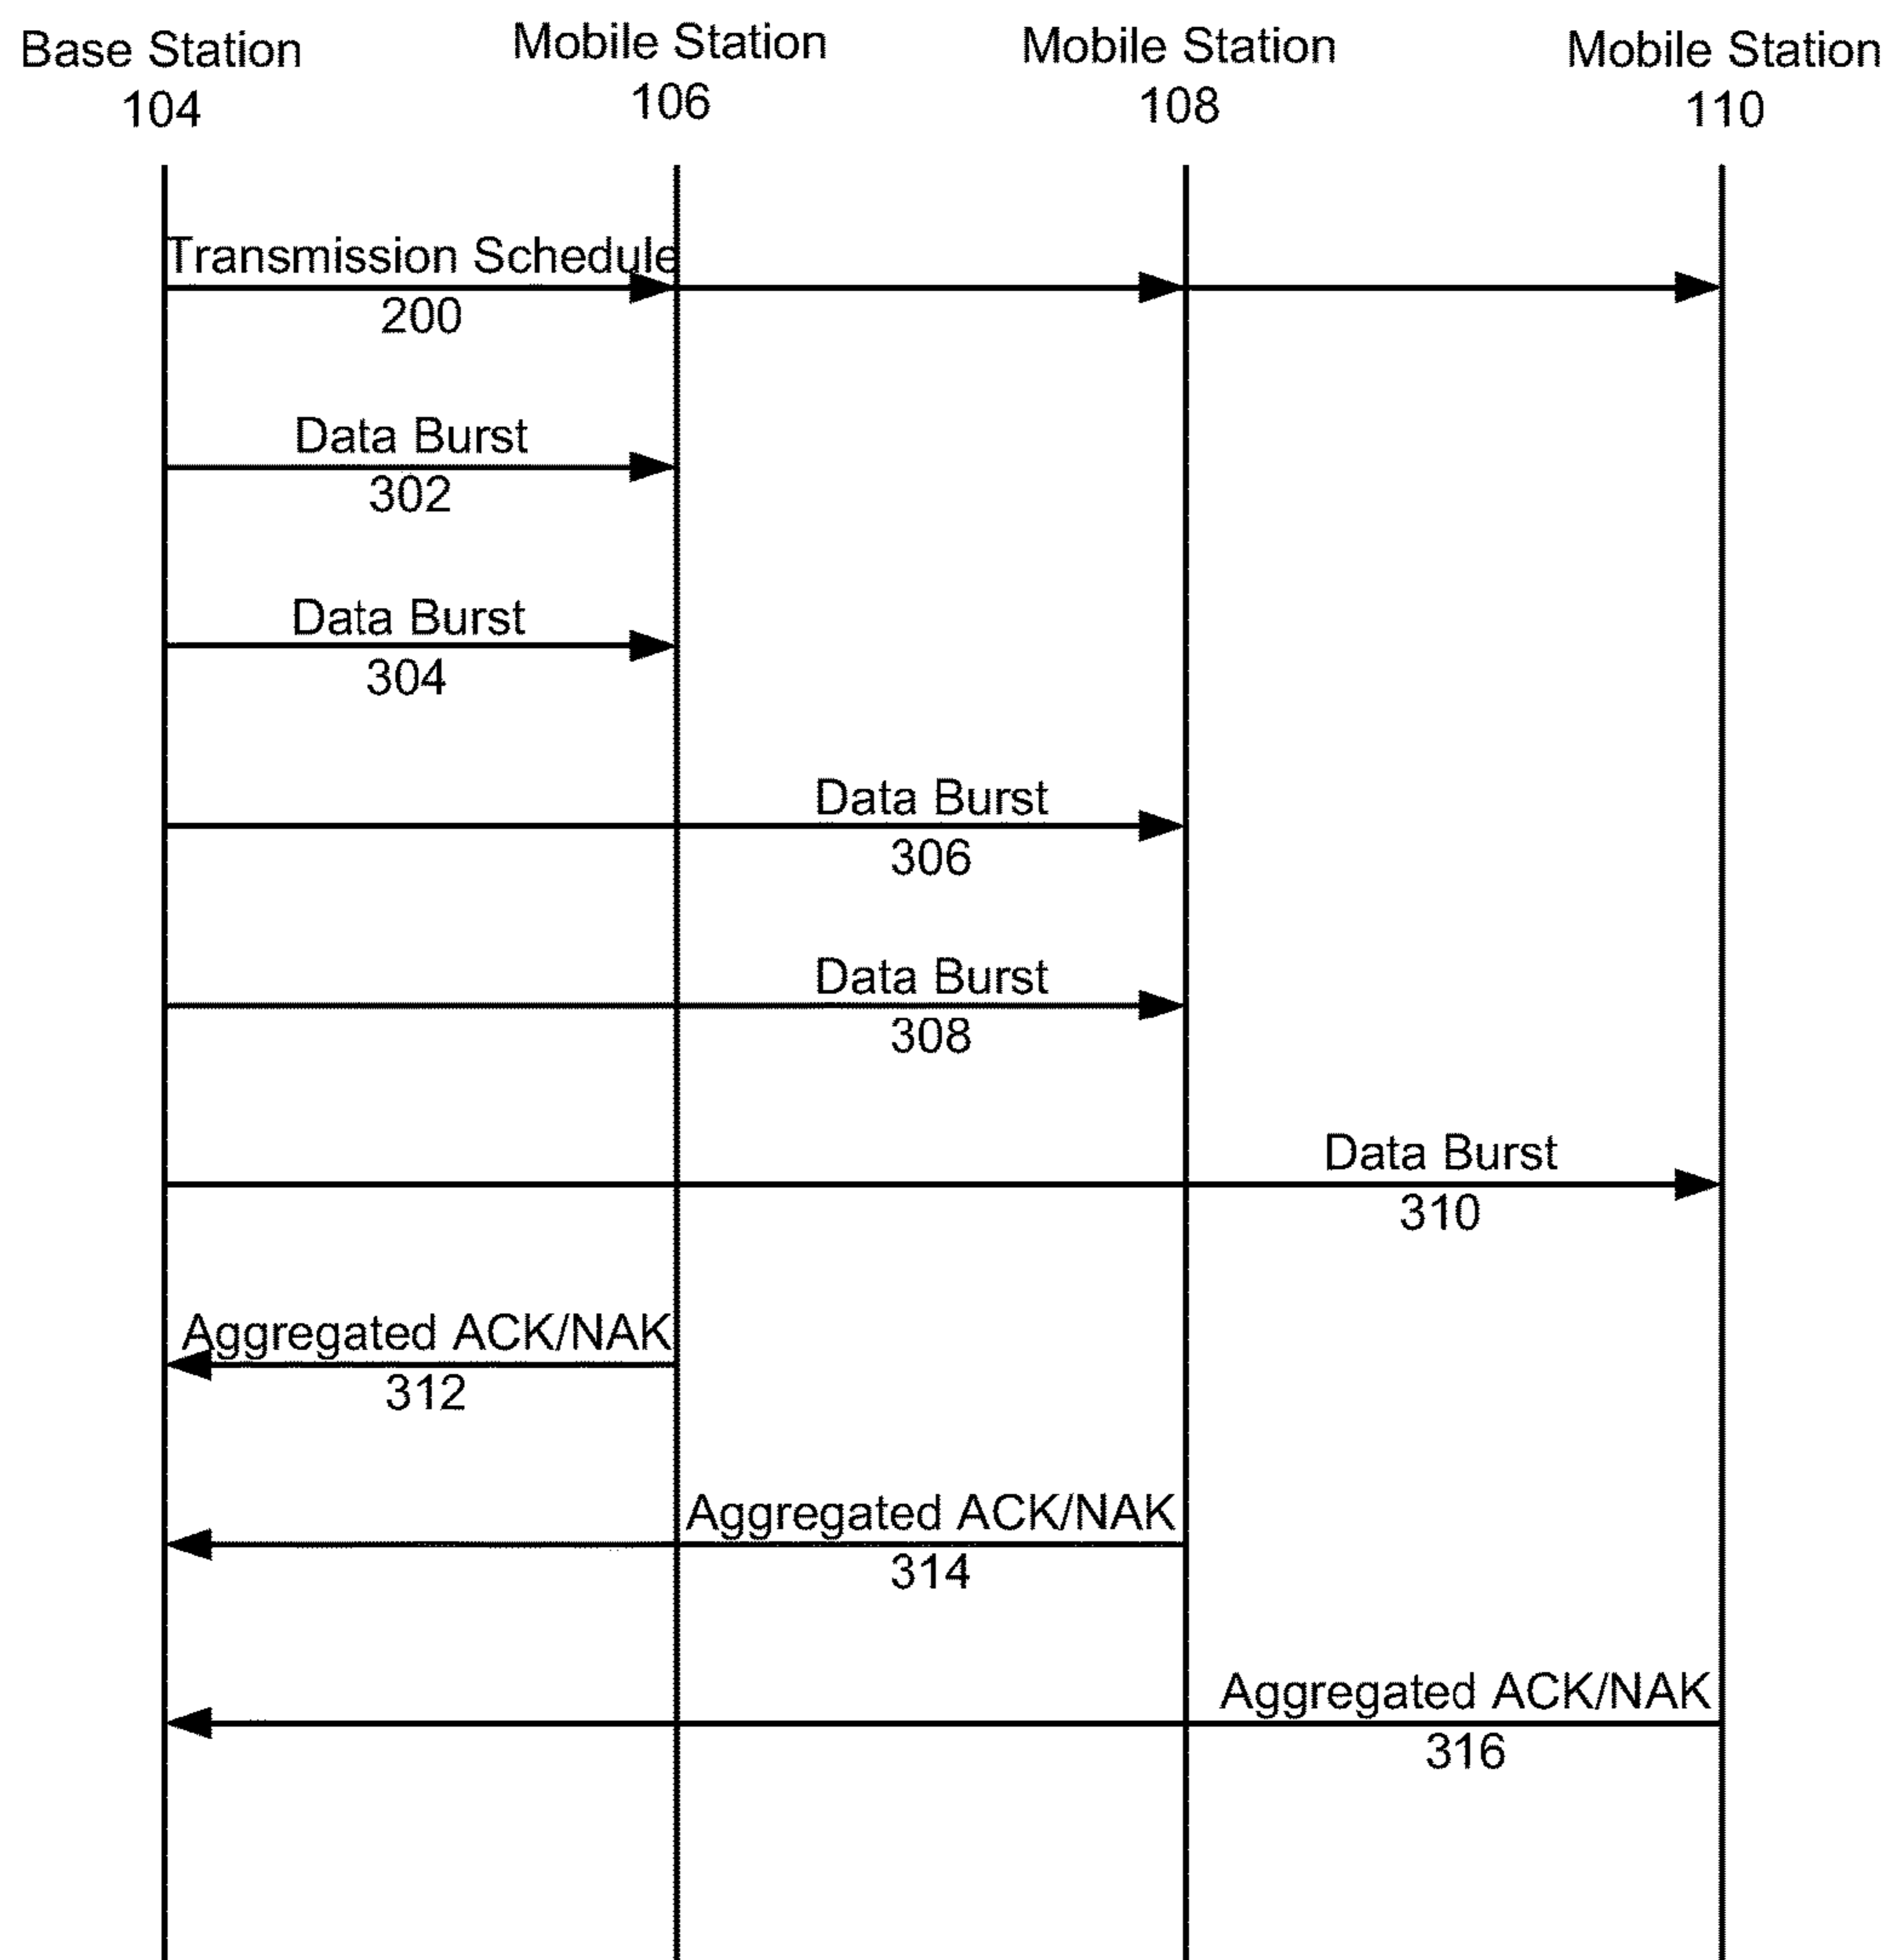 Base Station
104
Mobile Station
106
Mobile Station
108
Mobile Station
110
Transmission Schedule
200
Data Burst
302
Data Burst
304
Data Burst
306
Data Burst
308
Data Burst
310
Aggregated ACK/NAK
312
Aggregated ACK/NAK
314
Aggregated ACK/NAK
316